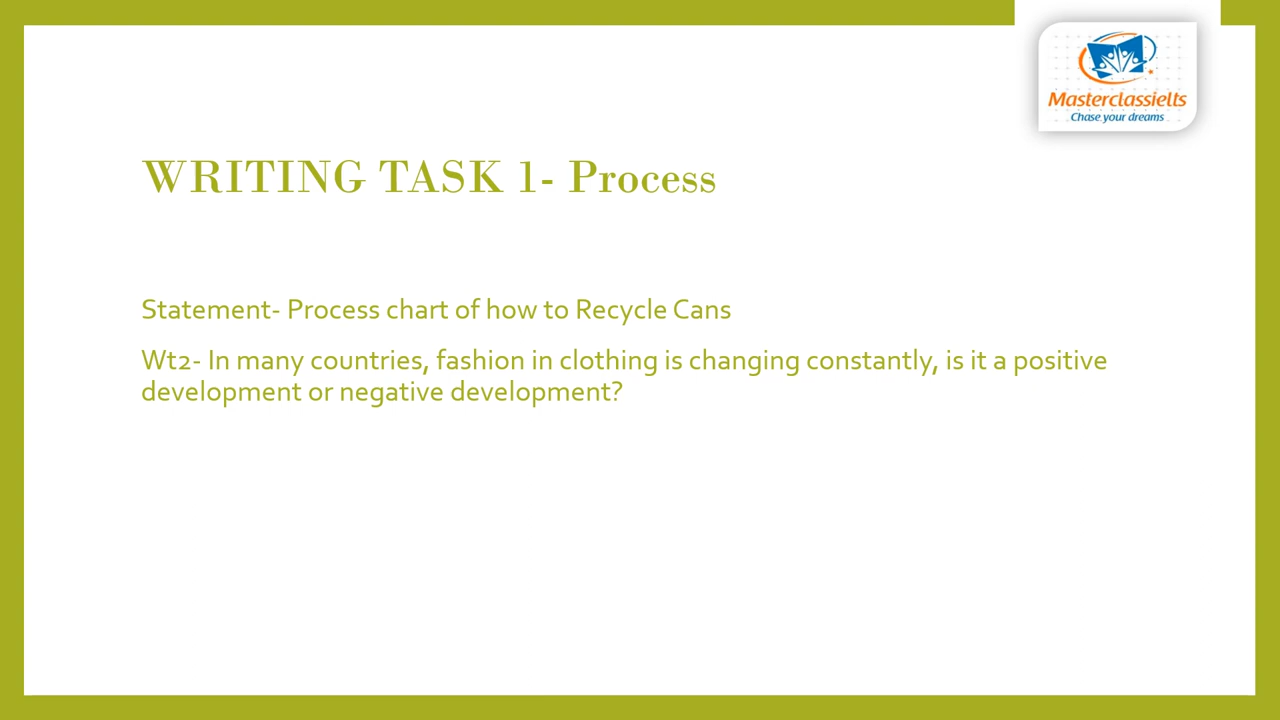 Masterclassielts
Chase your dreams
WRITING TASK 1- Process
Statement- Process chart of how to Recycle Cans
Wt2- In many countries, fashion in clothing is changing constantly, is it a positive
development or negative development?